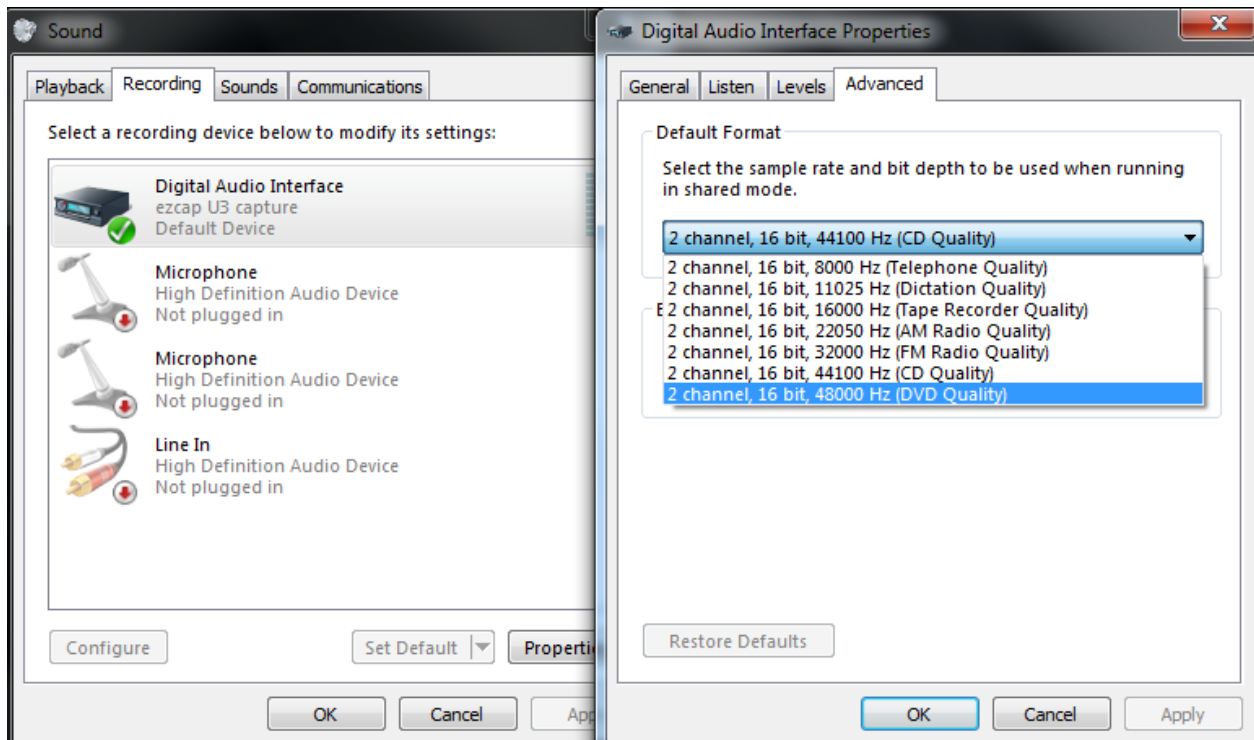 Sound
Playback Recording Sounds Communications
Select a recording device below to modify its settings:
Digital Audio Interface
ezcap U3 capture
Default Device
Microphone
High Definition Audio Device
Not plugged in
Microphone
High Definition Audio Device
Not plugged in
Line In
High Definition Audio Device
Not plugged in
Configure Set Default Properti
OK Cancel App
Digital Audio Interface Properties
General Listen Levels Advanced
Default Format
Select the sample rate and bit depth to be used when running
in shared mode.
2 channel, 16 bit, 44100 Hz (CD Quality)
2 channel, 16 bit, 8000 Hz (Telephone Quality)
2 channel, 16 bit, 11025 Hz (Dictation Quality)
E 2 channel, 16 bit, 16000 Hz (Tape Recorder Quality)
2 channel, 16 bit, 22050 Hz (AM Radio Quality)
2 channel, 16 bit, 32000 Hz (FM Radio Quality)
2 channel, 16 bit, 44100 Hz (CD Quality)
2 channel, 16 bit, 48000 Hz (DVD Quality)
Restore Defaults
OK Cancel Apply